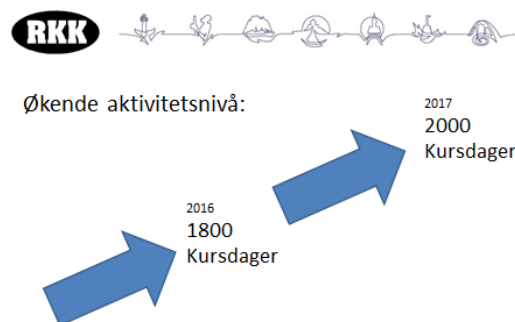 RKK
Økende aktivitetsnivå:
2017
2000
Kursdager
2016
1800
Kursdager